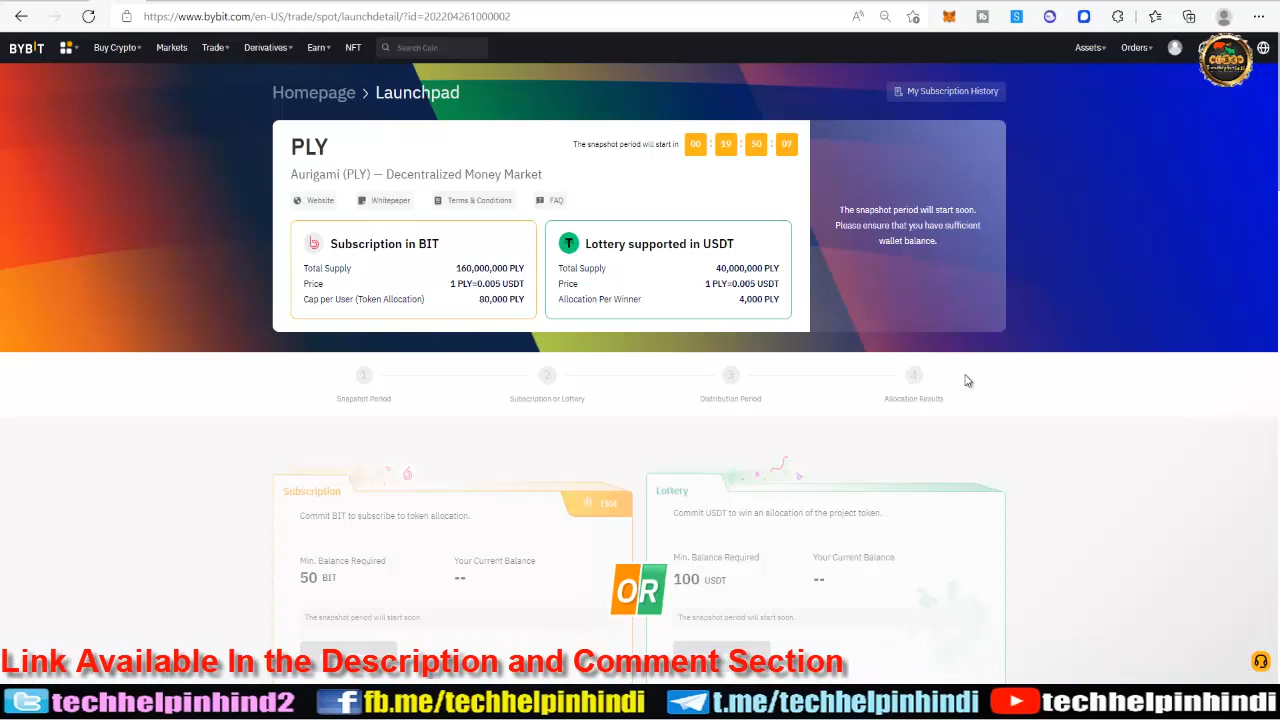 https://www.bybit.com/en-US/trade/spot/launchdetail/?id=202204261000002
BYBIT Buy Crypto Markets Trade Derivatives Earn NFT Search Coin Assets Orders
Homepage > Launchpad My Subscription History
PLY The snapshot period will start in 00 : 19 : 50 : 07
Aurigami (PLY) — Decentralized Money Market
Website Whitepaper Terms & Conditions FAQ
The snapshot period will start soon.
Please ensure that you have sufficient
wallet balance.
Subscription in BIT
Total Supply 160,000,000 PLY
Price 1 PLY=0.005 USDT
Cap per User (Token Allocation) 80,000 PLY
Lottery supported in USDT
Total Supply 40,000,000 PLY
Price 1 PLY=0.005 USDT
Allocation Per Winner 4,000 PLY
1 2 3 4
Snapshot Period Subscription or Lottery Distribution Period Allocation Results
Subscription Hot
Commit BIT to subscribe to token allocation.
Min. Balance Required Your Current Balance
50 BIT --
The snapshot period will start soon
OR
Lottery
Commit USDT to win an allocation of the project token.
Min. Balance Required Your Current Balance
100 USDT --
The snapshot period will start soon.
Link Available In the Description and Comment Section
techhelpinhind2 fb.me/techhelpinhindi t.me/techhelpinhindi techhelpinhindi